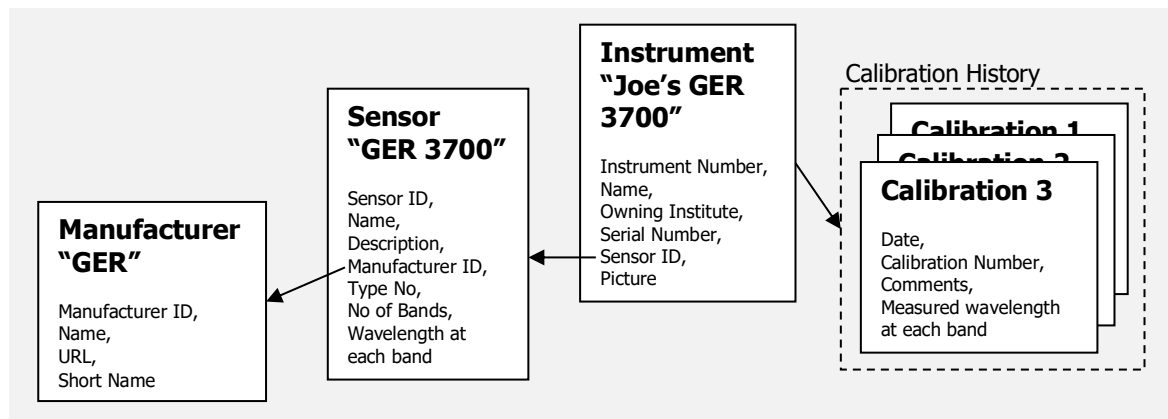 Manufacturer
“GER”
Manufacturer ID,
Name,
URL,
Short Name
Sensor
“GER 3700”
Sensor ID,
Name,
Description,
Manufacturer ID,
Type No,
No of Bands,
Wavelength at
each band
Instrument
“Joe’s GER
3700”
Instrument Number,
Name,
Owning Institute,
Serial Number,
Sensor ID,
Picture
Calibration History
Calibration 1
Calibration 2
Calibration 3
Date,
Calibration Number,
Comments,
Measured wavelength
at each band